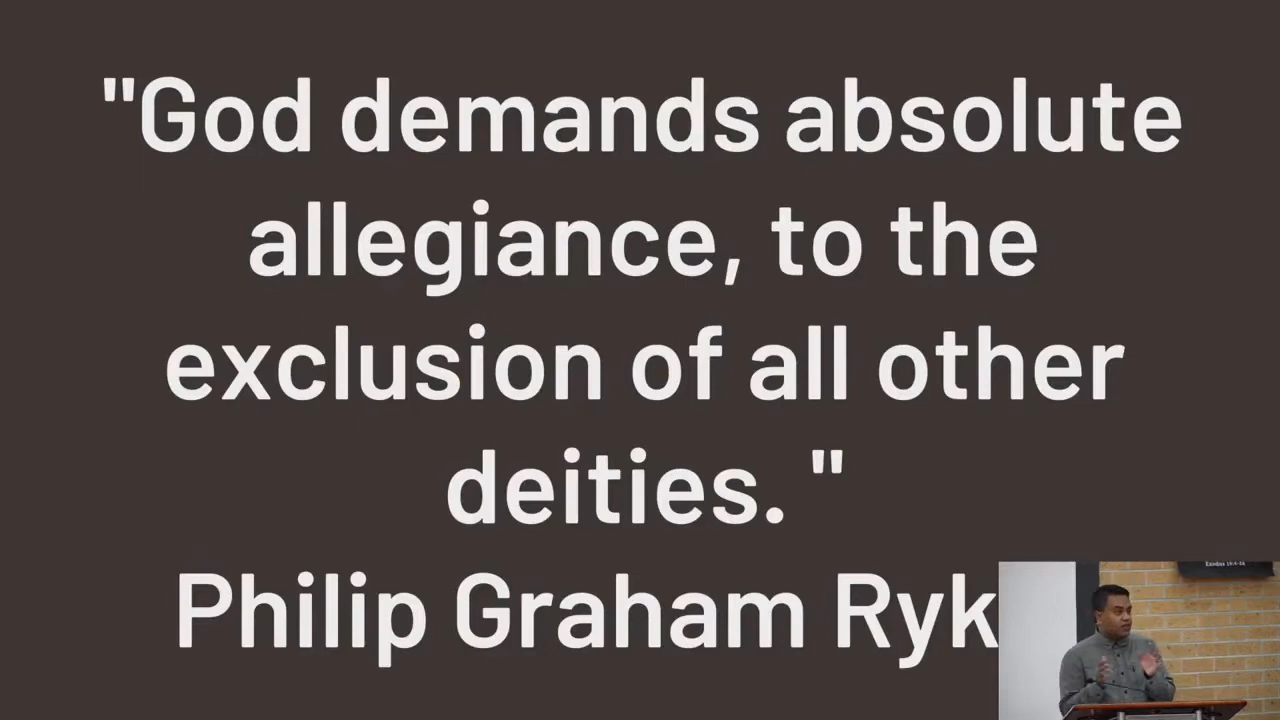 "God demands absolute
allegiance, to the
exclusion of all other
deities. "
Philip Graham Ryk